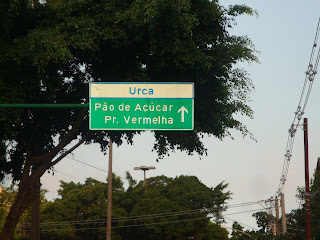 Urca
Pão de Açúcar
Pr. Vermelha